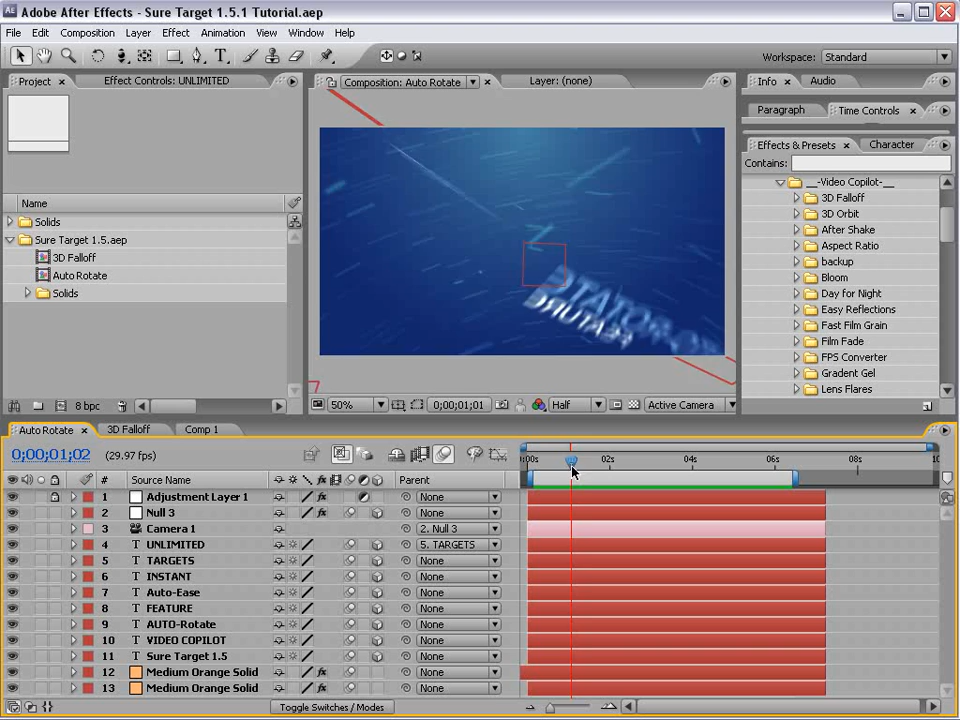 Adobe After Effects - Sure Target 1.5.1 Tutorial.aep
File Edit Composition Layer Effect Animation View Window Help
Workspace: Standard
Project Effect Controls: UNLIMITED
Composition: Auto Rotate Layer: (none)
Info Audio
Paragraph Time Controls
Effects & Presets Character
Contains:
Name
Solids
Sure Target 1.5.aep
3D Falloff
Auto Rotate
Solids
8 bpc
50% 0;00;01;01 Half Active Camera
__-Video Copilot-__
3D Falloff
3D Orbit
After Shake
Aspect Ratio
backup
Bloom
Day for Night
Easy Reflections
Fast Film Grain
Film Fade
FPS Converter
Gradent Gel
Lens Flares
Auto Rotate 3D Falloff Comp 1
0;00;01;02 (29.97 fps)
02s 04s 06s 08s
# Source Name Parent
1 Adjustment Layer 1 None
2 Null 3 None
3 Camera 1 2. Null 3
4 T UNLIMITED 5. TARGETS
5 T TARGETS None
6 T INSTANT None
7 T Auto-Ease None
8 T FEATURE None
9 T AUTO-Rotate None
10 T VIDEO COPILOT None
11 T Sure Target 1.5 None
12 Medium Orange Solid None
13 Medium Orange Solid None
Toggle Switches / Modes